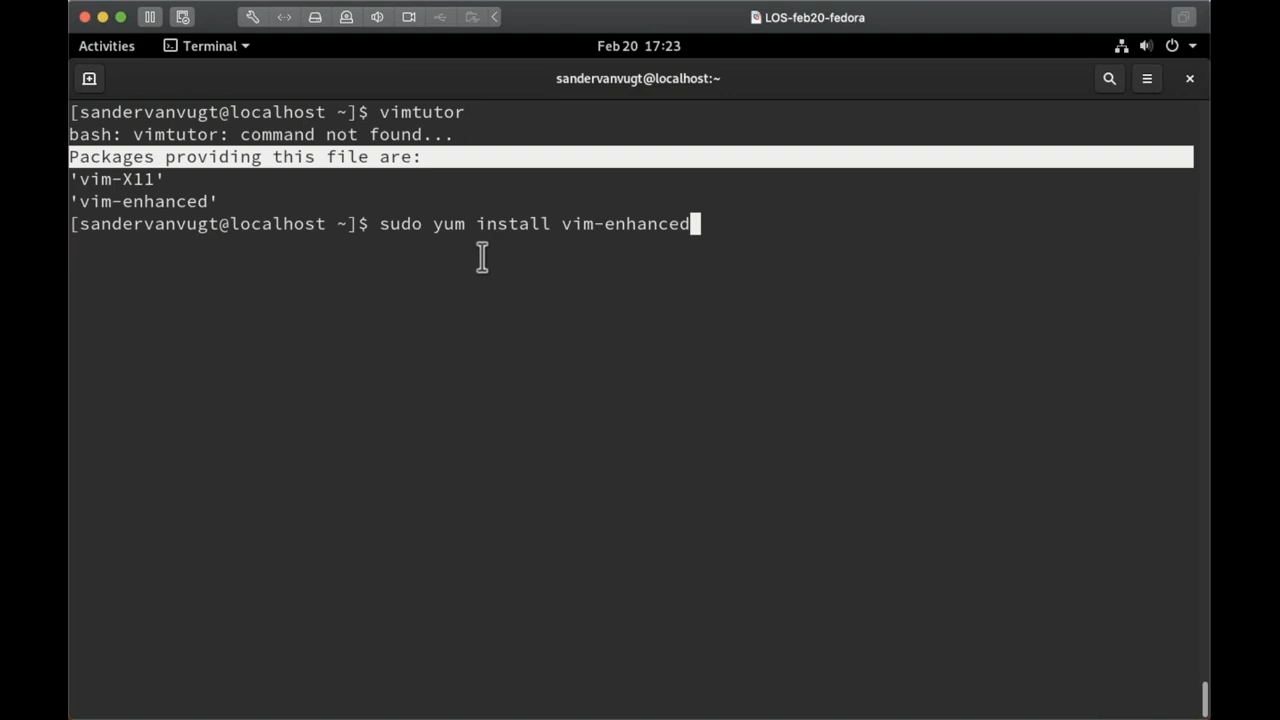 LOS-feb20-fedora
Activities
Terminal
Feb 20 17:23
sandervanvugt@localhost:~
[sandervanvugt@localhost ~]$ vimtutor
bash: vimtutor: command not found...
Packages providing this file are:
'vim-X11'
'vim-enhanced'
[sandervanvugt@localhost ~]$ sudo yum install vim-enhanced